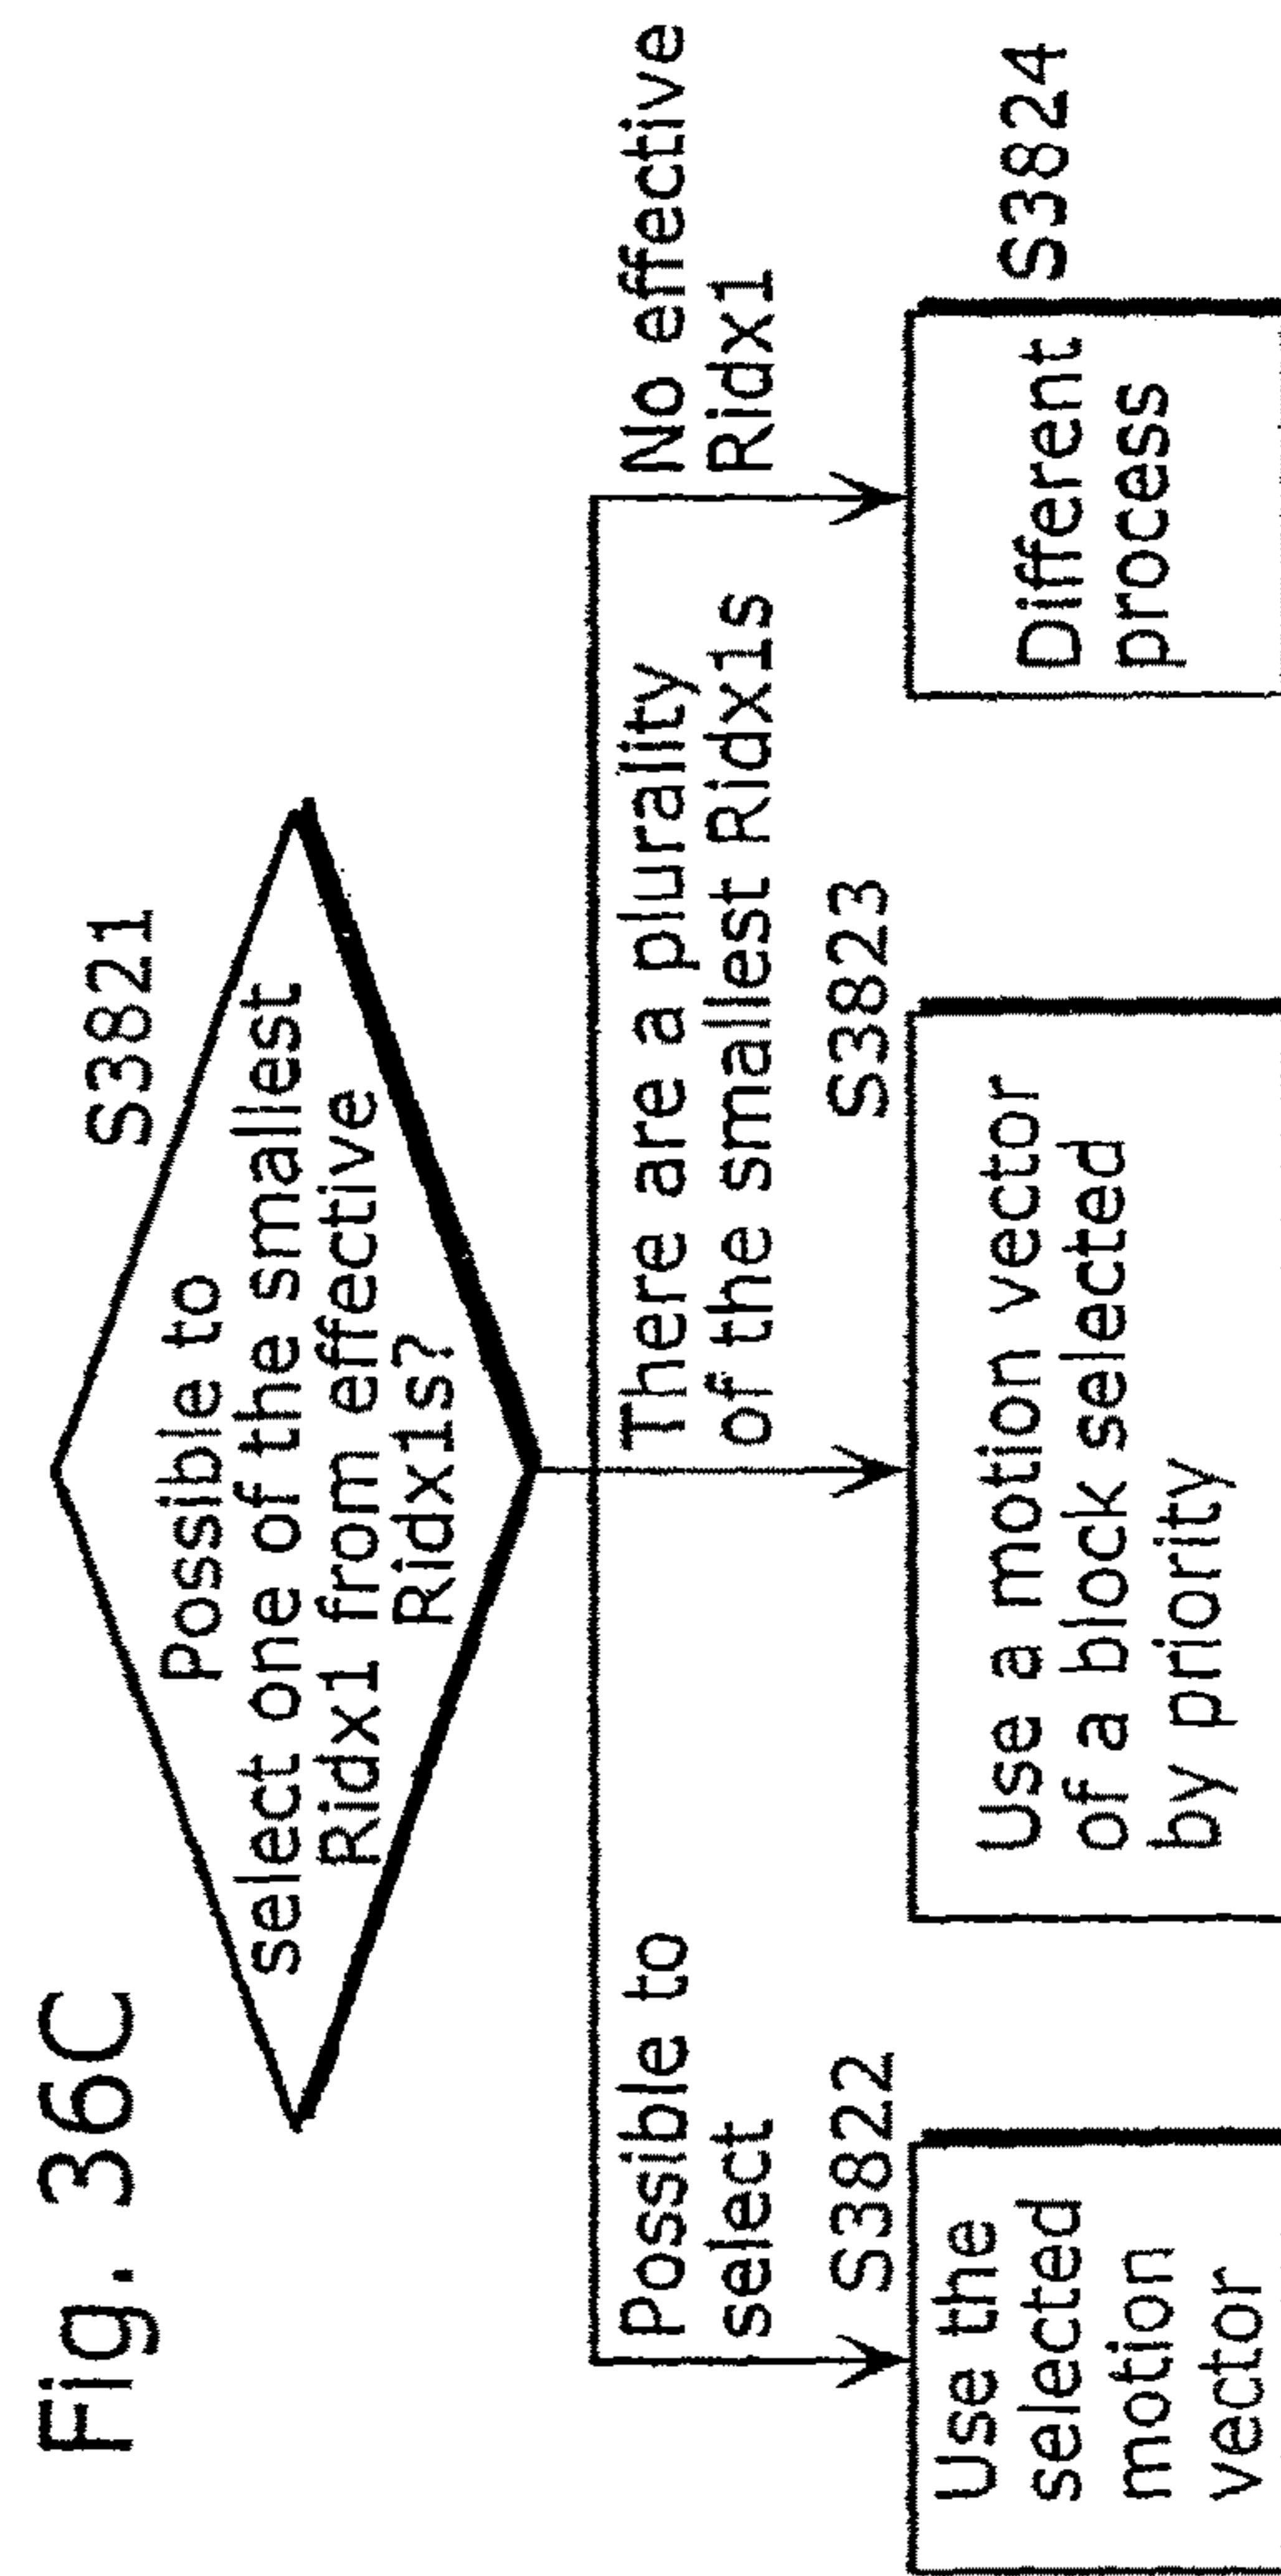 Fig. 36C
S3821
Possible to
select one of the smallest
Ridx1 from effective
Ridx1s?
Possible to
select
There are a plurality
of the smallest Ridx1s
No effective
Ridx1
S3822
Use the
selected
motion
vector
S3823
Use a motion vector
of a block selected
by priority
S3824
Different
process